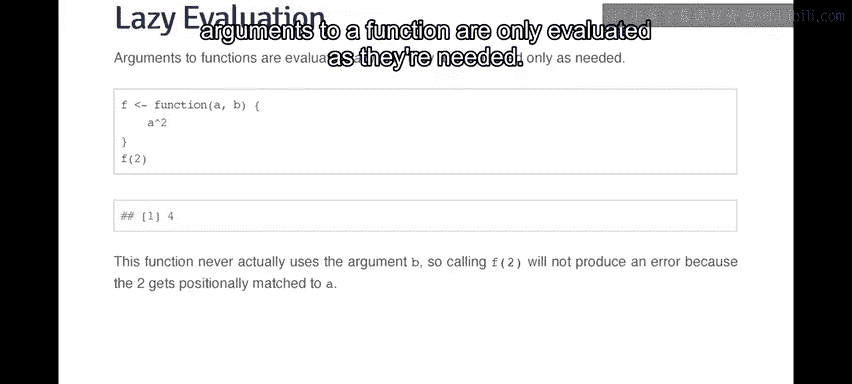 Lazy Evaluation
arguments to a function are only evaluated
as they're needed.
Arguments to functions are evalua only as needed.
f <- function(a, b) {
a^2
}
f(2)
## [1] 4
This function never actually uses the argument b, so calling f(2) will not produce an error because
the 2 gets positionally matched to a.